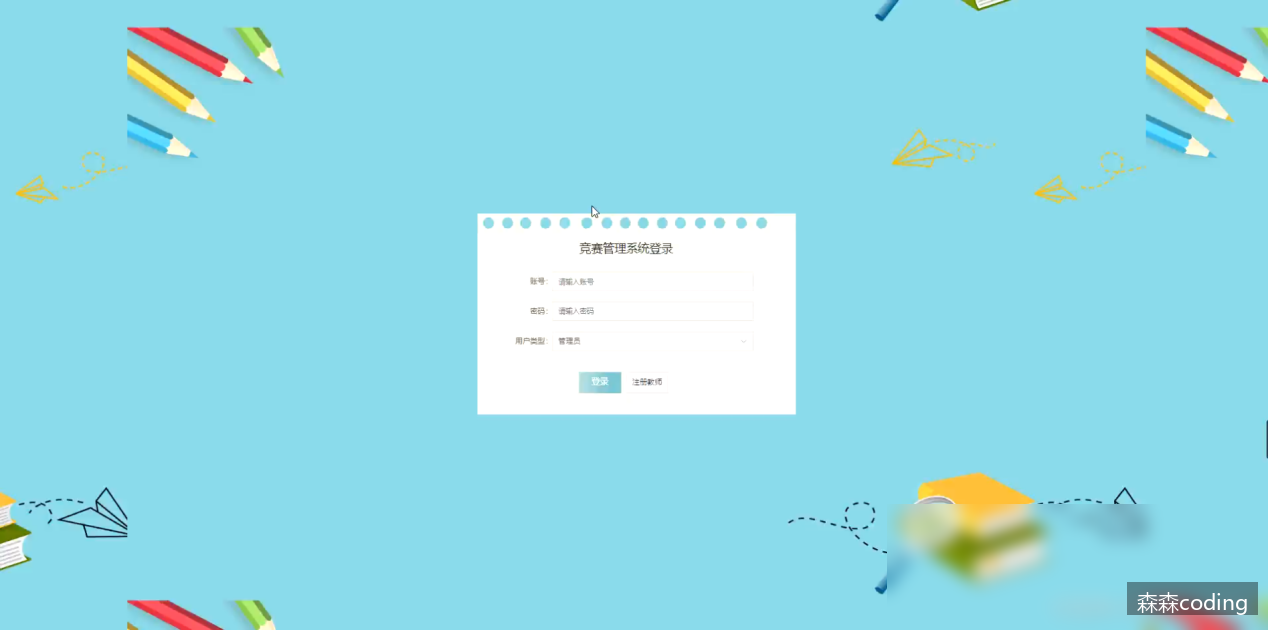 竞赛管理系统登录
账号： 请输入账号
密码： 请输入密码
用户类型： 管理员
登录 注册教师
森森coding